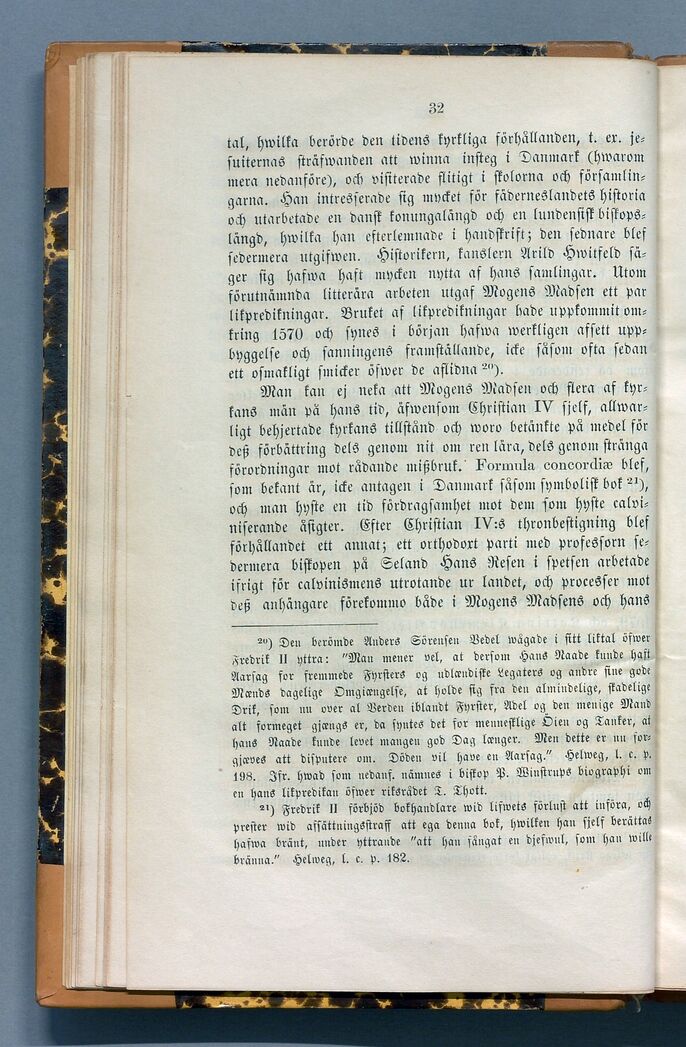 32
tal, hwilka berörde den tidens kyrkliga förhållanden, t. ex. je-
suiternas sträfwanden att winna insteg i Danmark (hwarom
mera nedanföre), och visiterade flitigt i skolorna och församlin-
garna. Han intresserade sig mycket för fäderneslandets historia
och utarbetade en dansk konungalängd och en lundensisk biskops-
längd, hwilka han efterlemnade i handskrift; den sednare blef
sedermera utgifwen. Historikern, kanslern Arild Hwitfeld sä-
ger sig hafwa haft mycken nytta af hans samlingar. Utom
förutnämnda litterära arbeten utgaf Mogens Madsen ett par
likpredikningar. Bruket af likpredikningar hade uppkommit om-
kring 1570 och synes i början hafwa werkligen afsett upp-
byggelse och sanningens framställande, icke såsom ofta sedan
ett osmakligt smicker öfwer de aflidna 20).
Man kan ej neka att Mogens Madsen och flera af kyr-
kans män på hans tid, äfwensom Christian IV sjelf, allwar-
ligt behjertade kyrkans tillstånd och woro betänkte på medel för
deß förbättring dels genom nit om ren lära, dels genom stränga
förordningar mot rådande mißbruk. Formula concordiæ blef,
som bekant är, icke antagen i Danmark såsom symbolisk bok 21),
och man hyste en tid fördragsamhet mot dem som hyste calvi-
niserande åsigter. Efter Christian IV:s thronbestigning blef
förhållandet ett annat; ett orthodoxt parti med professorn se-
dermera biskopen på Seland Hans Resen i spetsen arbetade
ifrigt för calvinismens utrotande ur landet, och processer mot
deß anhängare förekommo både i Mogens Madsens och hans
20) Den berömde Anders Sörensen Vedel wågade i sitt liktal öfwer
Fredrik II yttra: "Man mener vel, at dersom Hans Naade kunde haft
Aarsag for fremmede Fyrsters og udlændiske Legaters og andre sine gode
Mænds dagelige Omgiængelse, at holde sig fra den almindelige, skadelige
Drik, som nu over al Verden iblandt Fyrster, Adel og den menige Mand
alt formeget gjængs er, da syntes det for menneskelige Öien og Tanker, at
hans Naade kunde levet mangen god Dag længer. Men dette er nu for-
gjæves att disputere om. Döden vil have en Aarsag." Helweg, l. c. p.
198. Jfr. hwad som nedanf. nämnes i biskop P. Winstrups biographi om
en hans likpredikan öfwer riksrådet T. Thott.
21) Fredrik II förbjöd bokhandlare wid lifwets förlust att införa, och
prester wid afsättningsstraff att ega denna bok, hwilken han sjelf berättas
hafwa bränt, under yttrande "att han fångat en djefwul, som han wille
bränna." Helweg, l. c. p. 182.